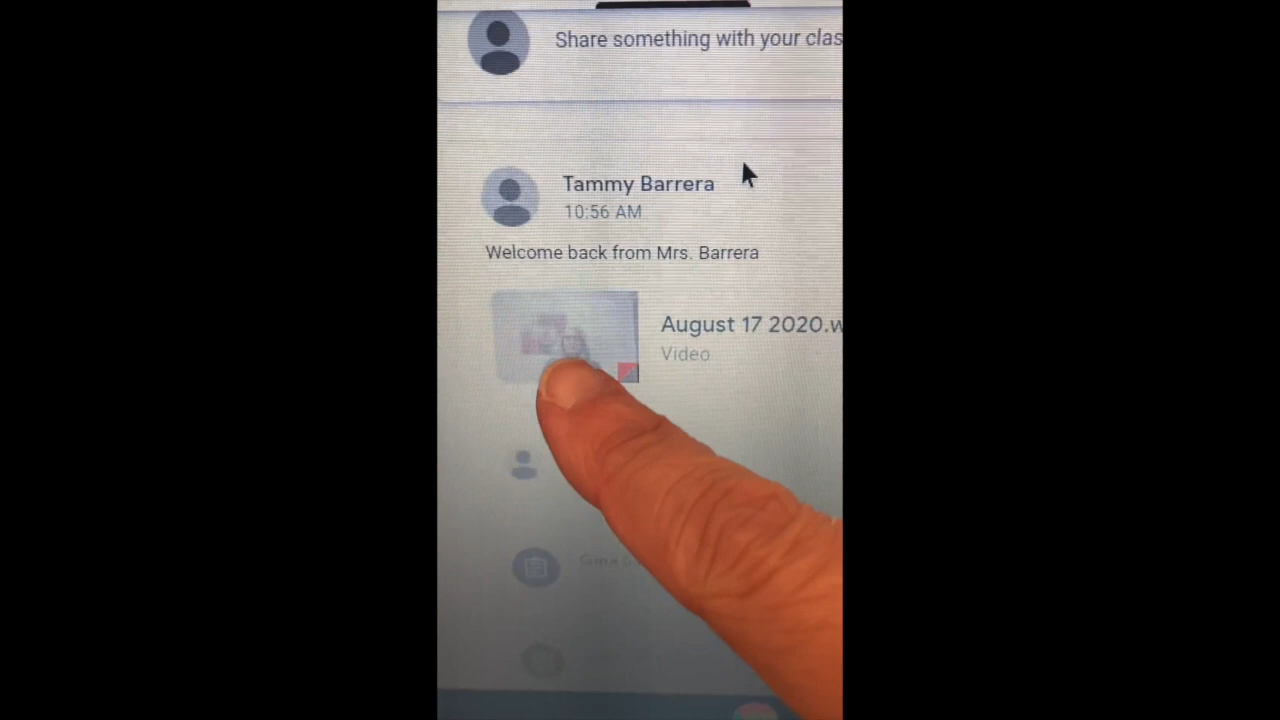 Share something with your clas
Tammy Barrera
10:56 AM
Welcome back from Mrs. Barrera
August 17 2020.w
Video